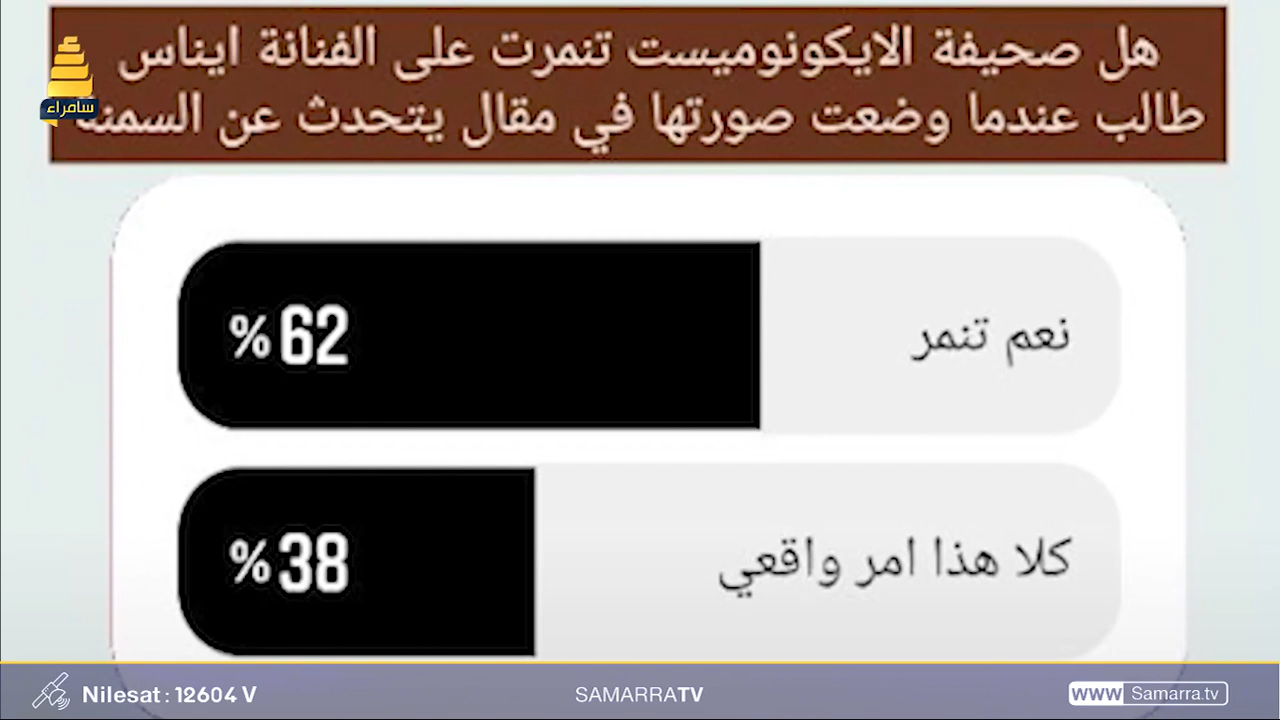 هل صحيفة الايكونوميست تنمرت على الفنانة ايناس
طالب عندما وضعت صورتها في مقال يتحدث عن السمنة
سامراء
نعم تنمر
%62
كلا هذا امر واقعي
%38
Nilesat : 12604 V
SAMARRATV
www Samarra.tv